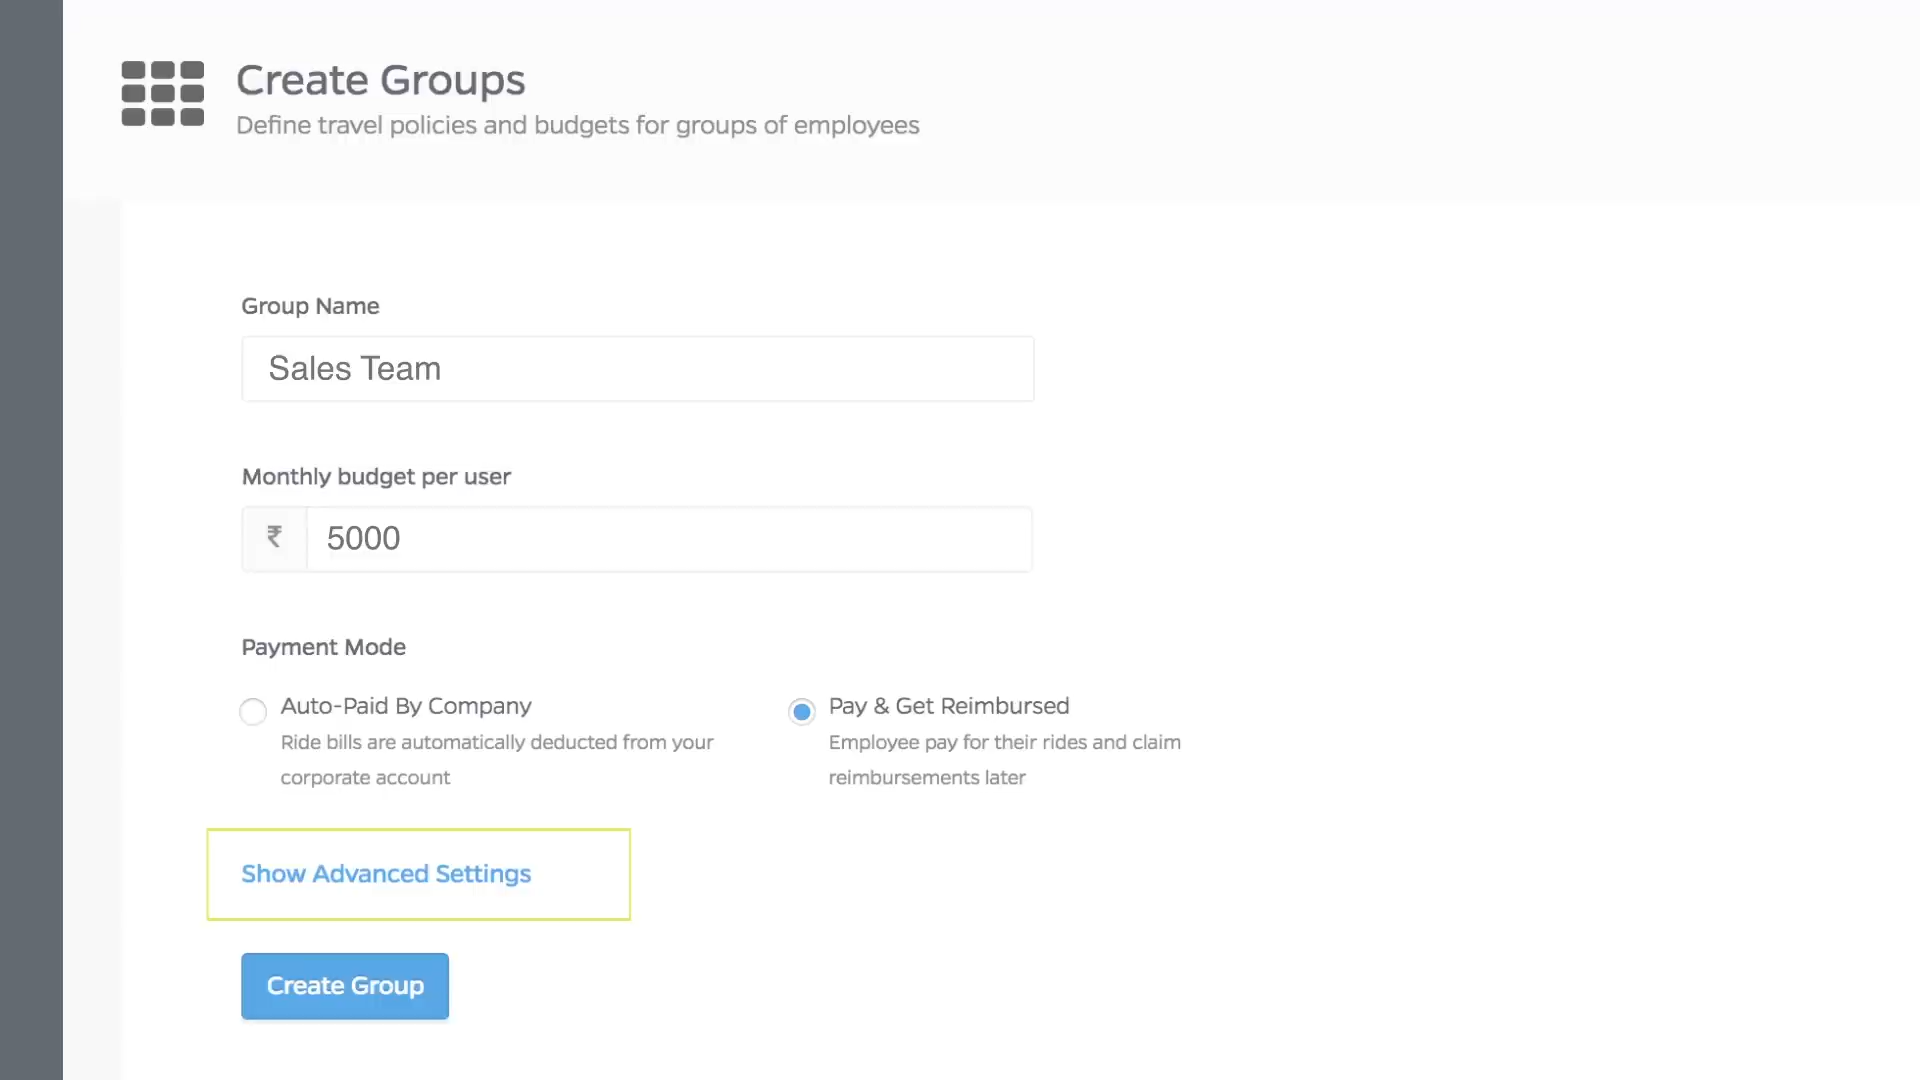 Create Groups
Define travel policies and budgets for groups of employees
Group Name
Sales Team
Monthly budget per user
₹ 5000
Payment Mode
Auto-Paid By Company
Ride bills are automatically deducted from your
corporate account
Pay & Get Reimbursed
Employee pay for their rides and claim
reimbursements later
Show Advanced Settings
Create Group